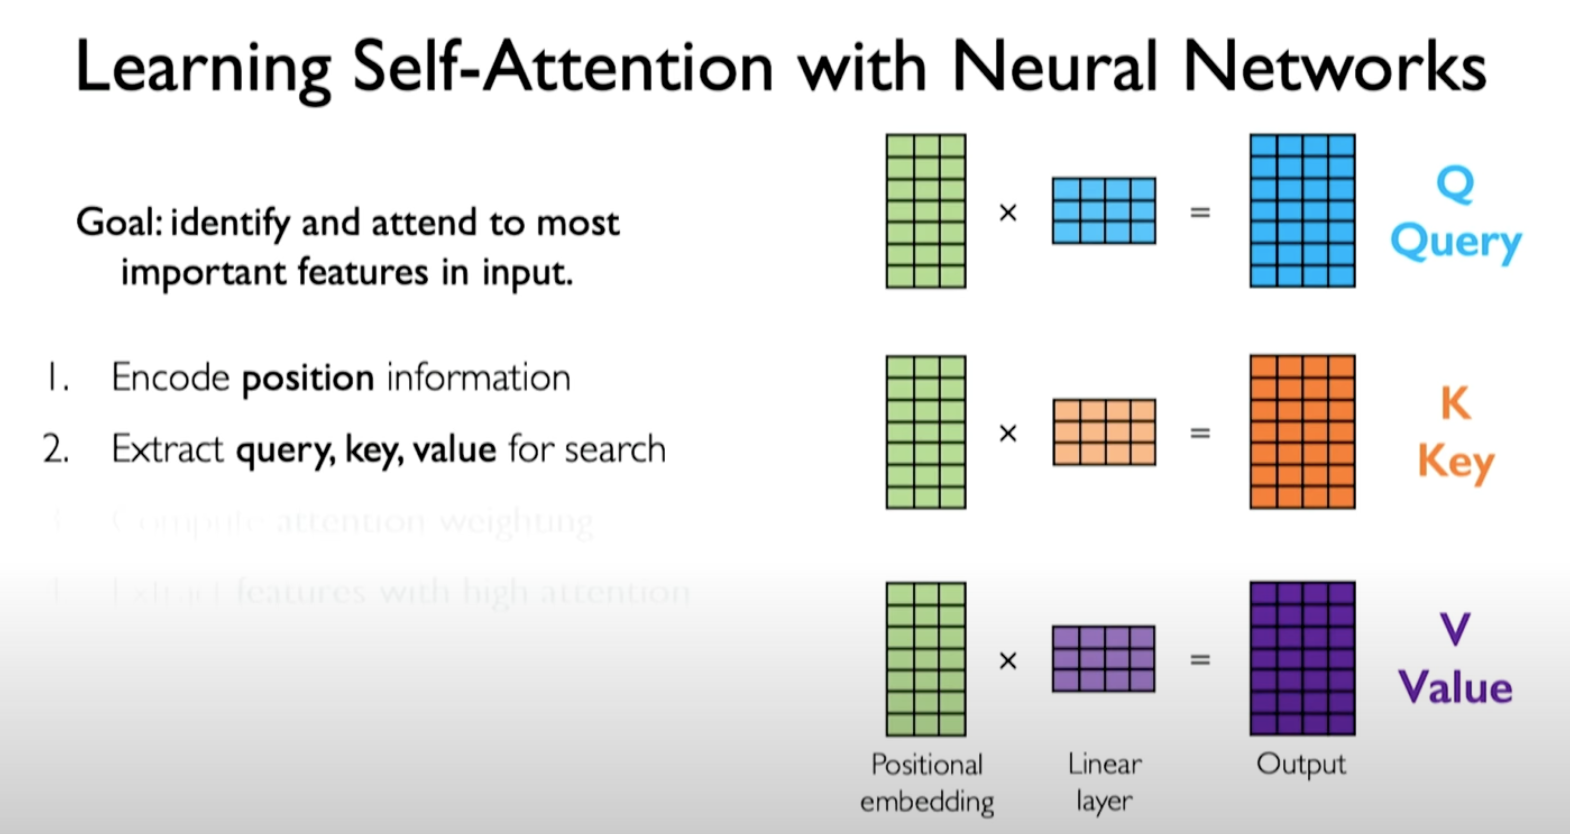 Learning Self-Attention with Neural Networks
Goal: identify and attend to most
important features in input.
1. Encode position information
2. Extract query, key, value for search
Compute attention weighting
Extract features with high attention
×
=
Q
Query
×
=
K
Key
×
=
V
Value
Positional
embedding
Linear
layer
Output